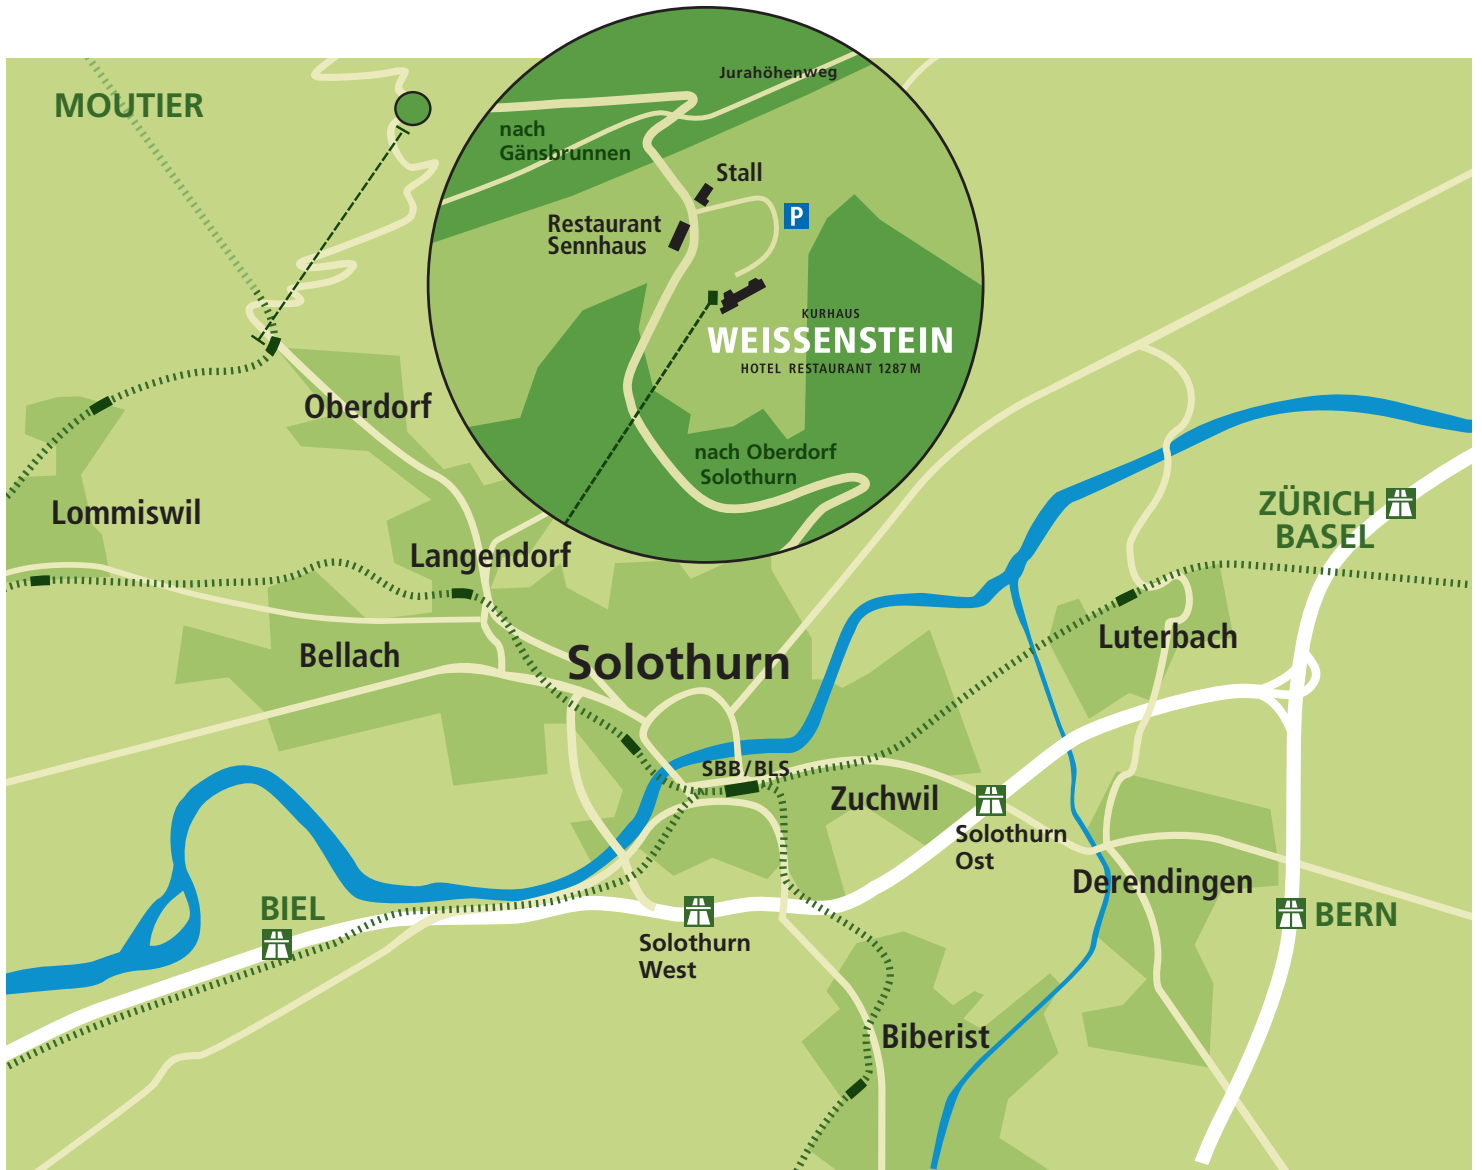 Jurahöhenweg
MOUTIER
nach
Gänsbrunnen
Stall
P
Restaurant
Sennhaus
KURHAUS
WEISSENSTEIN
HOTEL RESTAURANT 1287 M
Oberdorf
nach Oberdorf
Solothurn
Lommiswil
ZÜRICH
BASEL
Langendorf
Luterbach
Bellach
Solothurn
SBB/BLS
Zuchwil
Solothurn
Ost
Derendingen
BIEL
BERN
Solothurn
West
Biberist